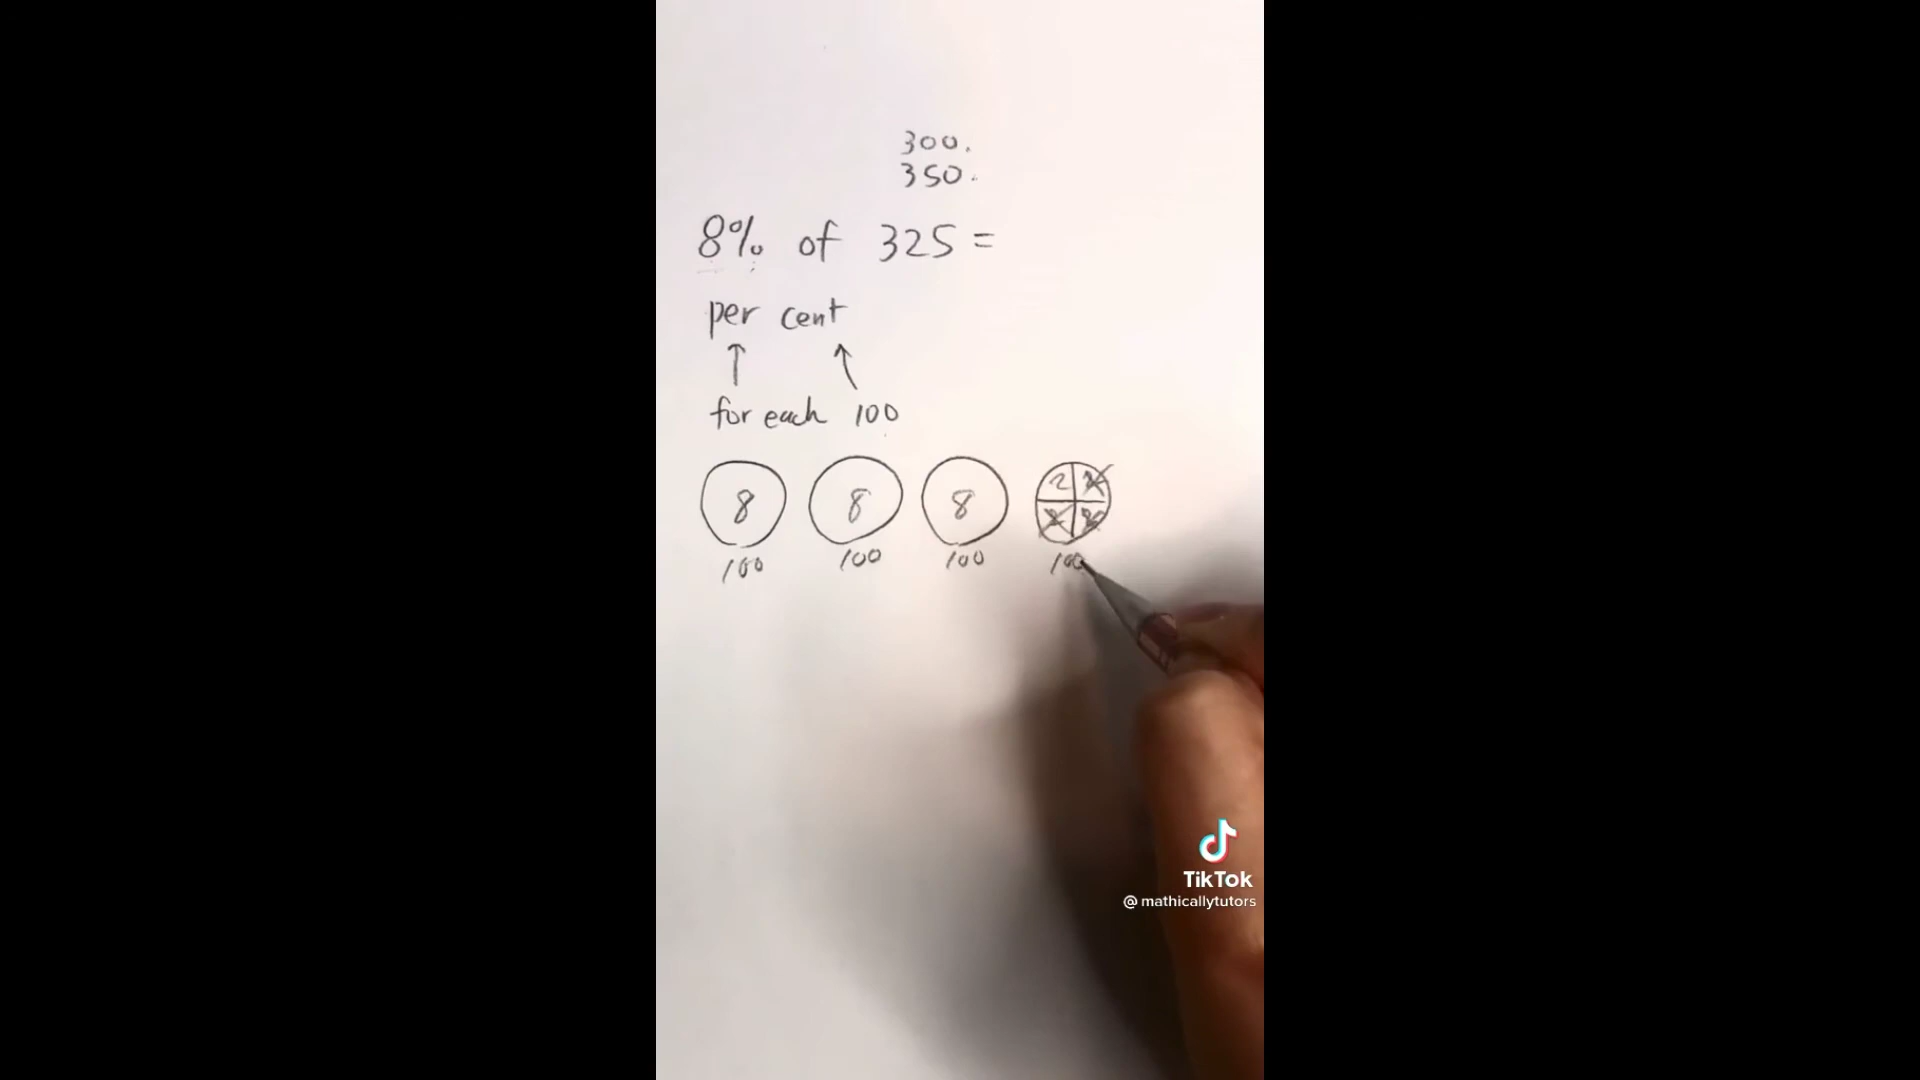 300.
350.
8% of 325 =
per cent
for each 100
8 8 8 2
100 100 100 100
TikTok
@mathicallytutors